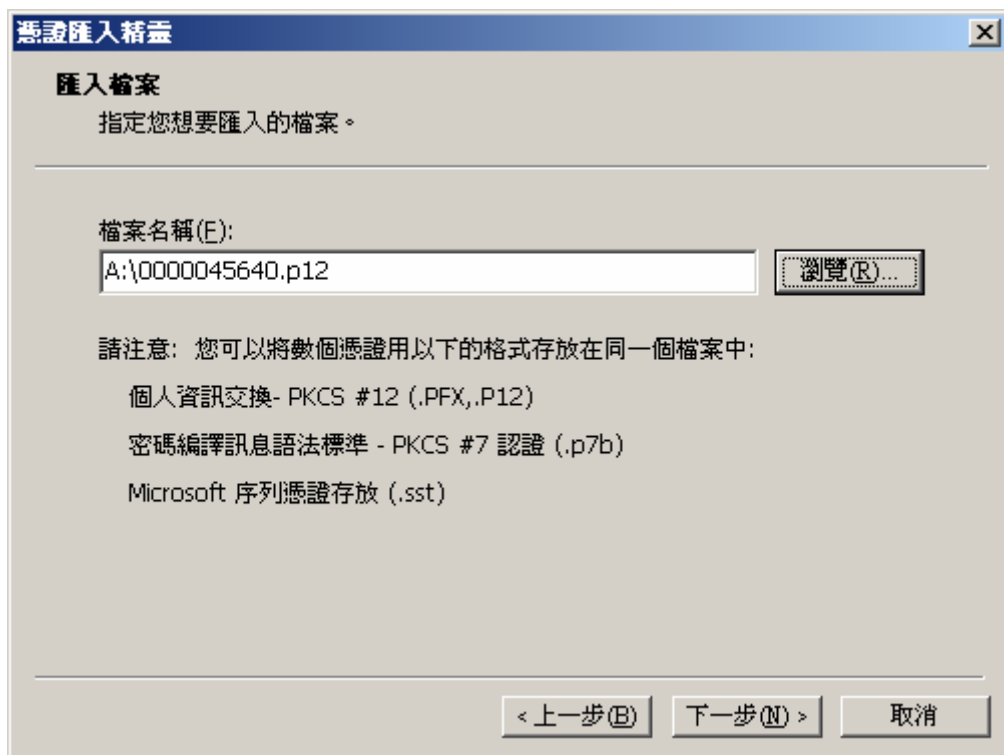 憑證匯入精靈
匯入檔案
指定您想要匯入的檔案。
檔案名稱(F):
A:\0000045640.p12
瀏覽(R)...
請注意: 您可以將數個憑證用以下的格式存放在同一個檔案中:
個人資訊交換- PKCS #12 (.PFX,.P12)
密碼編譯訊息語法標準 - PKCS #7 認證 (.p7b)
Microsoft 序列憑證存放 (.sst)
< 上一步(B)
下一步(N) >
取消